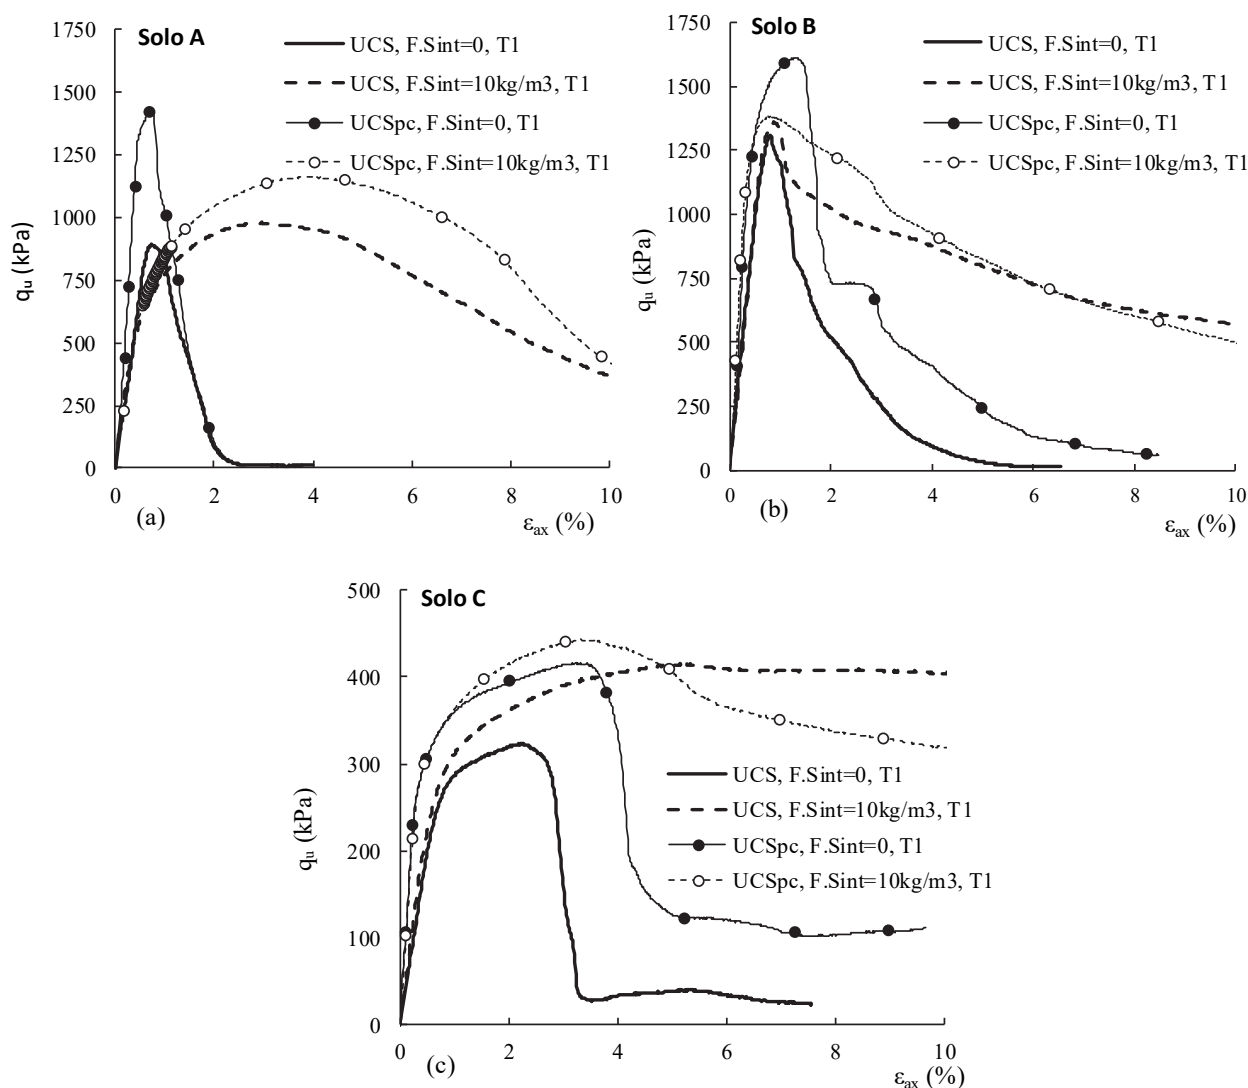 Solo A
UCS, F.Sint=0, T1
UCS, F.Sint=10kg/m3, T1
UCSpc, F.Sint=0, T1
UCSpc, F.Sint=10kg/m3, T1
1750
1500
1250
1000
750
500
250
0
qu (kPa)
0 2 4 6 8 10
εax (%)
(a)
Solo B
UCS, F.Sint=0, T1
UCS, F.Sint=10kg/m3, T1
UCSpc, F.Sint=0, T1
UCSpc, F.Sint=10kg/m3, T1
1750
1500
1250
1000
750
500
250
0
qu (kPa)
0 2 4 6 8 10
εax (%)
(b)
Solo C
500
400
300
200
100
0
qu (kPa)
UCS, F.Sint=0, T1
UCS, F.Sint=10kg/m3, T1
UCSpc, F.Sint=0, T1
UCSpc, F.Sint=10kg/m3, T1
0 2 4 6 8 10
(c)
εax (%)